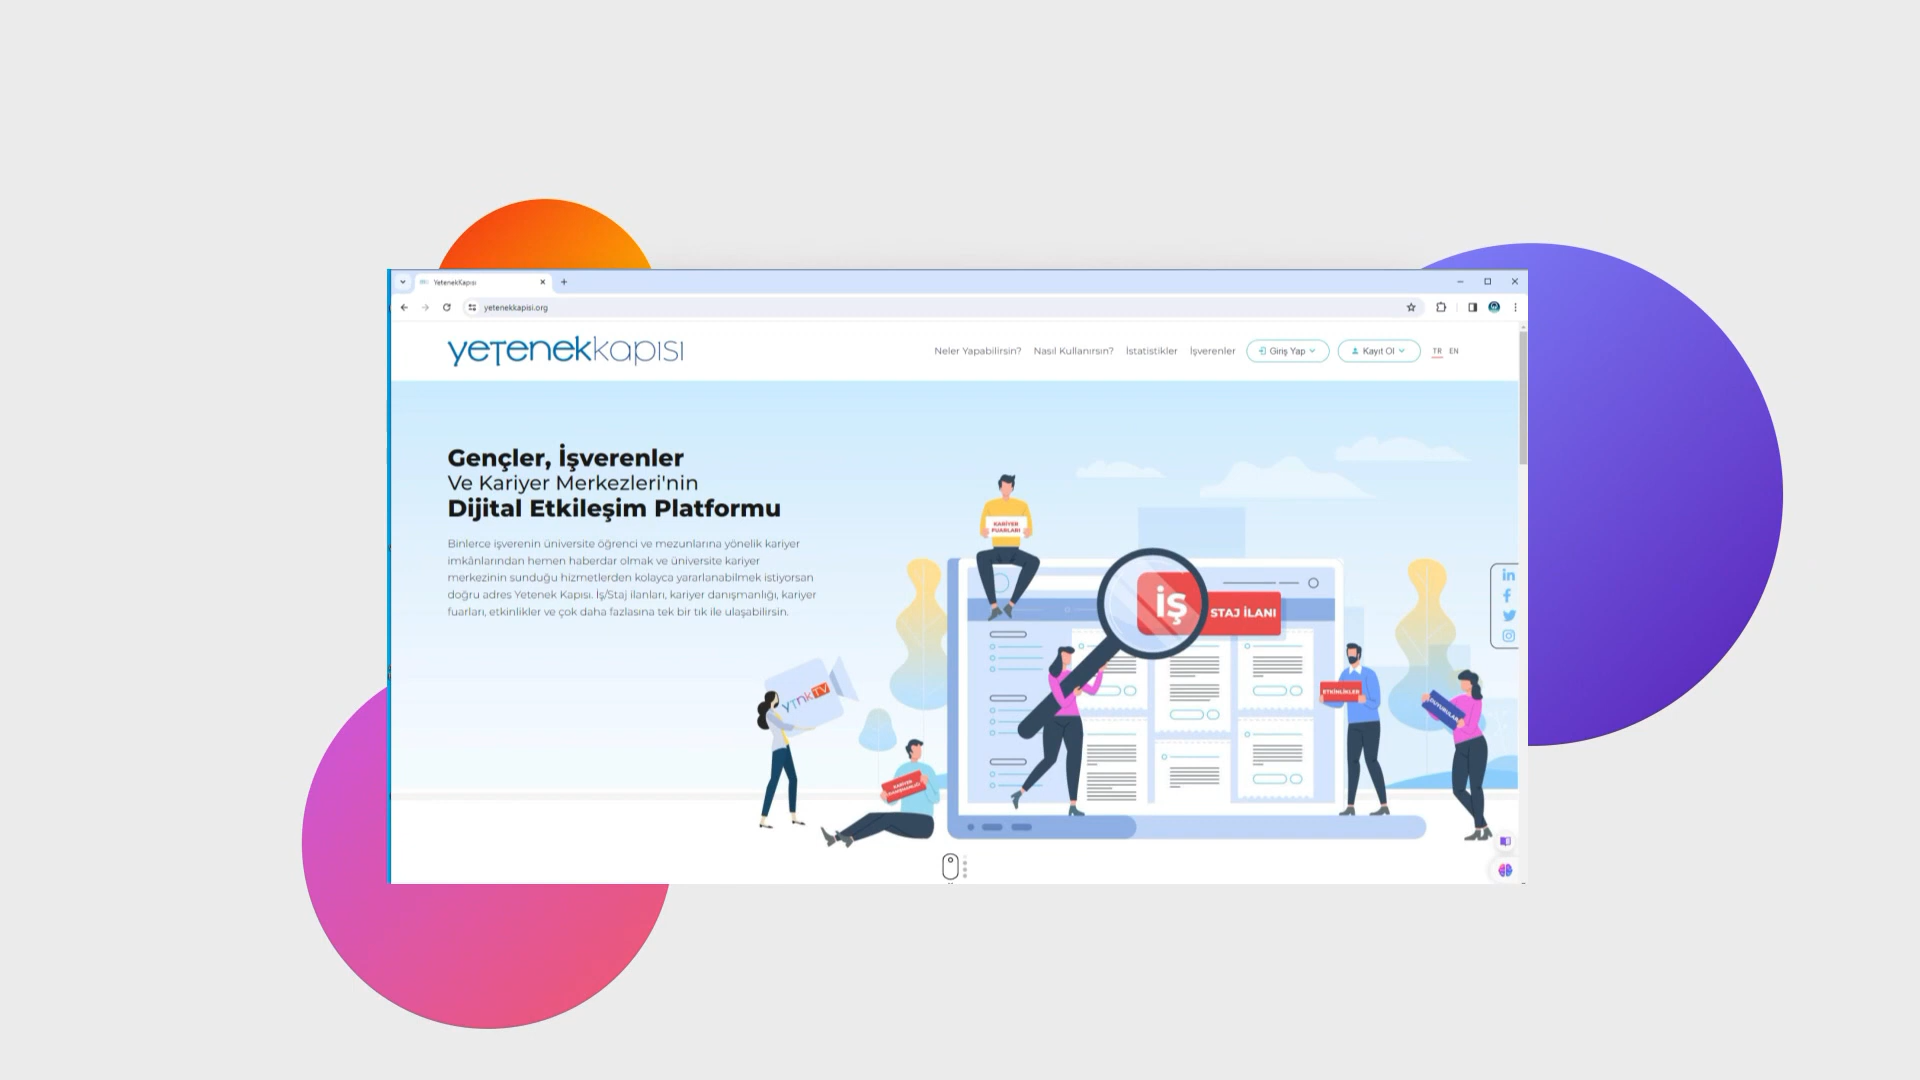 YetenekKapısı
yetenekkapisi.org
yetenekkapısı
Neler Yapabilirsin? Nasıl Kullanırsın? İstatistikler İşverenler Giriş Yap Kayıt Ol TR EN
Gençler, İşverenler
Ve Kariyer Merkezleri'nin
Dijital Etkileşim Platformu
Binlerce işverenin üniversite öğrenci ve mezunlarına yönelik kariyer
imkânlarından hemen haberdar olmak ve üniversite kariyer
merkezinin sunduğu hizmetlerden kolayca yararlanabilmek istiyorsan
doğru adres Yetenek Kapısı. İş/Staj ilanları, kariyer danışmanlığı, kariyer
fuarları, etkinlikler ve çok daha fazlasına tek bir tık ile ulaşabilirsin.
KARİYER
FUARLARI
İŞ
STAJ İLANI
ETKİNLİKLER
DUYURULAR
YTNK TV
KARİYER
DANIŞMANLIĞI